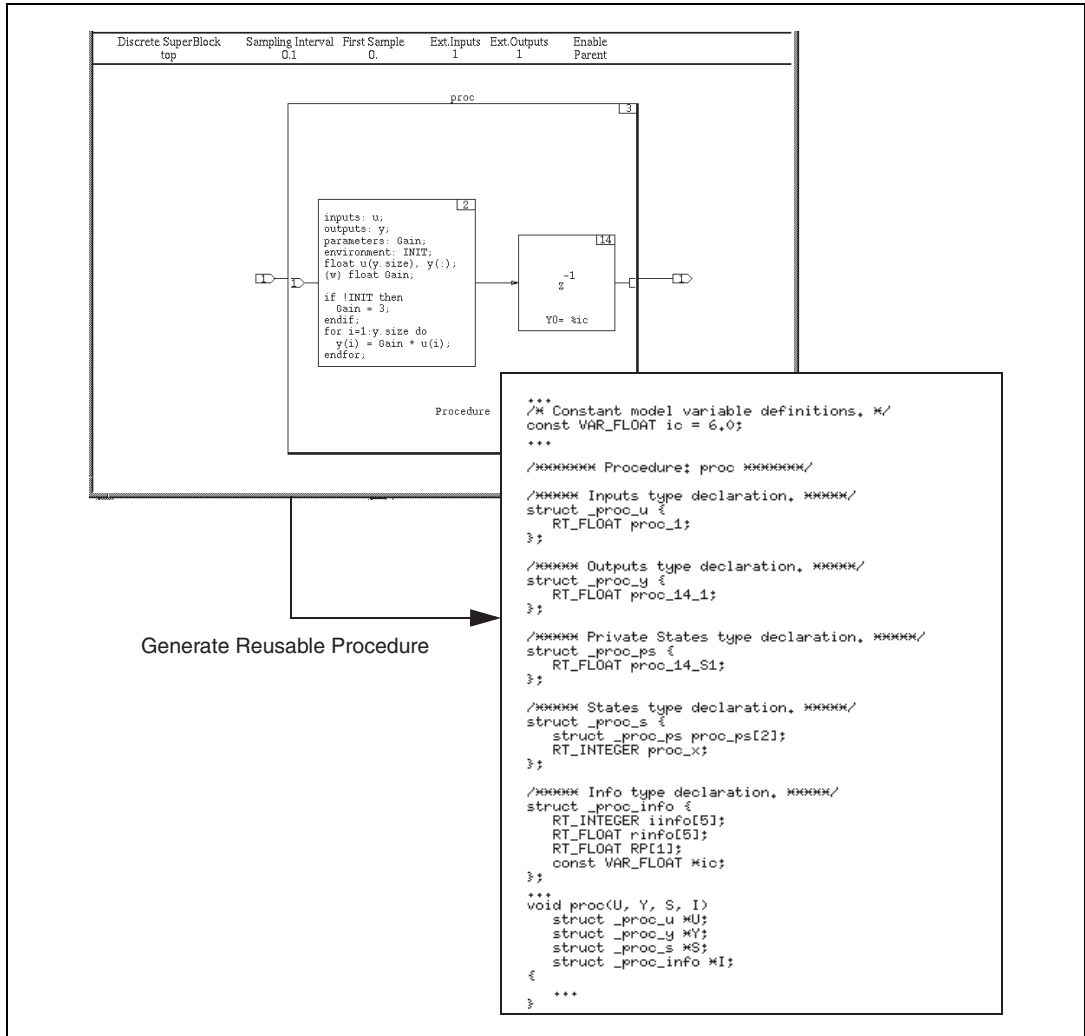 Discrete SuperBlock Sampling Interval First Sample Ext.Inputs Ext.Outputs Enable
top 0.1 0. 1 1 Parent
proc
3
2
inputs: u;
outputs: y;
parameters: Gain;
environment: INIT;
float u(y.size), y(:);
{w} float Gain;
if !INIT then
Gain = 3;
endif;
for i=1:y.size do
y(i) = Gain * u(i);
endfor;
14
z -1
Y0= %ic
1
1
1
Procedure
Generate Reusable Procedure
...
/* Constant model variable definitions. */
const VAR_FLOAT ic = 6.0;
...
/******* Procedure: proc *******/
/***** Inputs type declaration. *****/
struct _proc_u {
RT_FLOAT proc_1;
};
/***** Outputs type declaration. *****/
struct _proc_y {
RT_FLOAT proc_14_1;
};
/***** Private States type declaration. *****/
struct _proc_ps {
RT_FLOAT proc_14_S1;
};
/***** States type declaration. *****/
struct _proc_s {
struct _proc_ps proc_ps[2];
RT_INTEGER proc_x;
};
/***** Info type declaration. *****/
struct _proc_info {
RT_INTEGER iinfo[5];
RT_FLOAT rinfo[5];
RT_FLOAT RP[1];
const VAR_FLOAT *ic;
};
...
void proc(U, Y, S, I)
struct _proc_u *U;
struct _proc_y *Y;
struct _proc_s *S;
struct _proc_info *I;
{
...
}